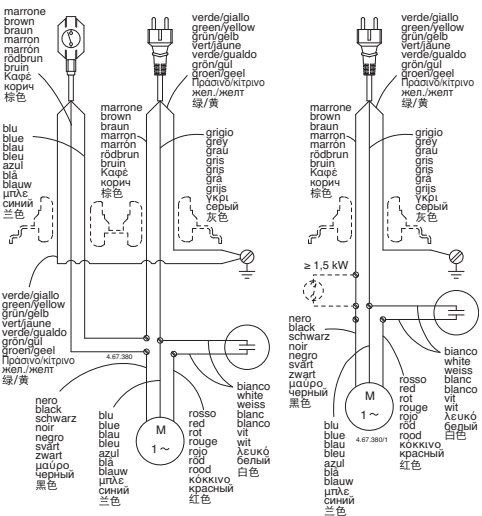 marrone
brown
braun
marron
marrón
rödbrun
bruin
Καφέ
корич
棕色
verde/giallo
green/yellow
grün/gelb
vert/jaune
verde/gualdo
grön/gul
groen/geel
Πράσινο/κίτρινο
жел./желт
绿/黄
verde/giallo
green/yellow
grün/gelb
vert/jaune
verde/gualdo
grön/gul
groen/geel
Πράσινο/κίτρινο
жел./желт
绿/黄
blu
blue
blau
bleu
azul
blå
blauw
μπλε
синий
兰色
marrone
brown
braun
marron
marrón
rödbrun
bruin
Καφέ
корич
棕色
grigio
grey
grau
gris
gris
grå
grijs
γκρι
серый
灰色
marrone
brown
braun
marron
marrón
rödbrun
bruin
Καφέ
корич
棕色
grigio
grey
grau
gris
gris
grå
grijs
γκρι
серый
灰色
verde/giallo
green/yellow
grün/gelb
vert/jaune
verde/gualdo
grön/gul
groen/geel
Πράσινο/κίτρινο
жел./желт
绿/黄
≥ 1,5 kW
4.67.380
nero
black
schwarz
noir
negro
svart
zwart
μαύρο
черный
黑色
blu
blue
blau
bleu
azul
blå
blauw
μπλε
синий
兰色
M
1 ~
rosso
red
rot
rouge
rojo
röd
rood
κόκκινο
красный
红色
bianco
white
weiss
blanc
blanco
vit
wit
λευκό
белый
白色
nero
black
schwarz
noir
negro
svart
zwart
μαύρο
черный
黑色
4.67.380/1
M
1 ~
blu
blue
blau
bleu
azul
blå
blauw
μπλε
синий
兰色
rosso
red
rot
rouge
rojo
röd
rood
κόκκινο
красный
红色
bianco
white
weiss
blanc
blanco
vit
wit
λευκό
белый
白色